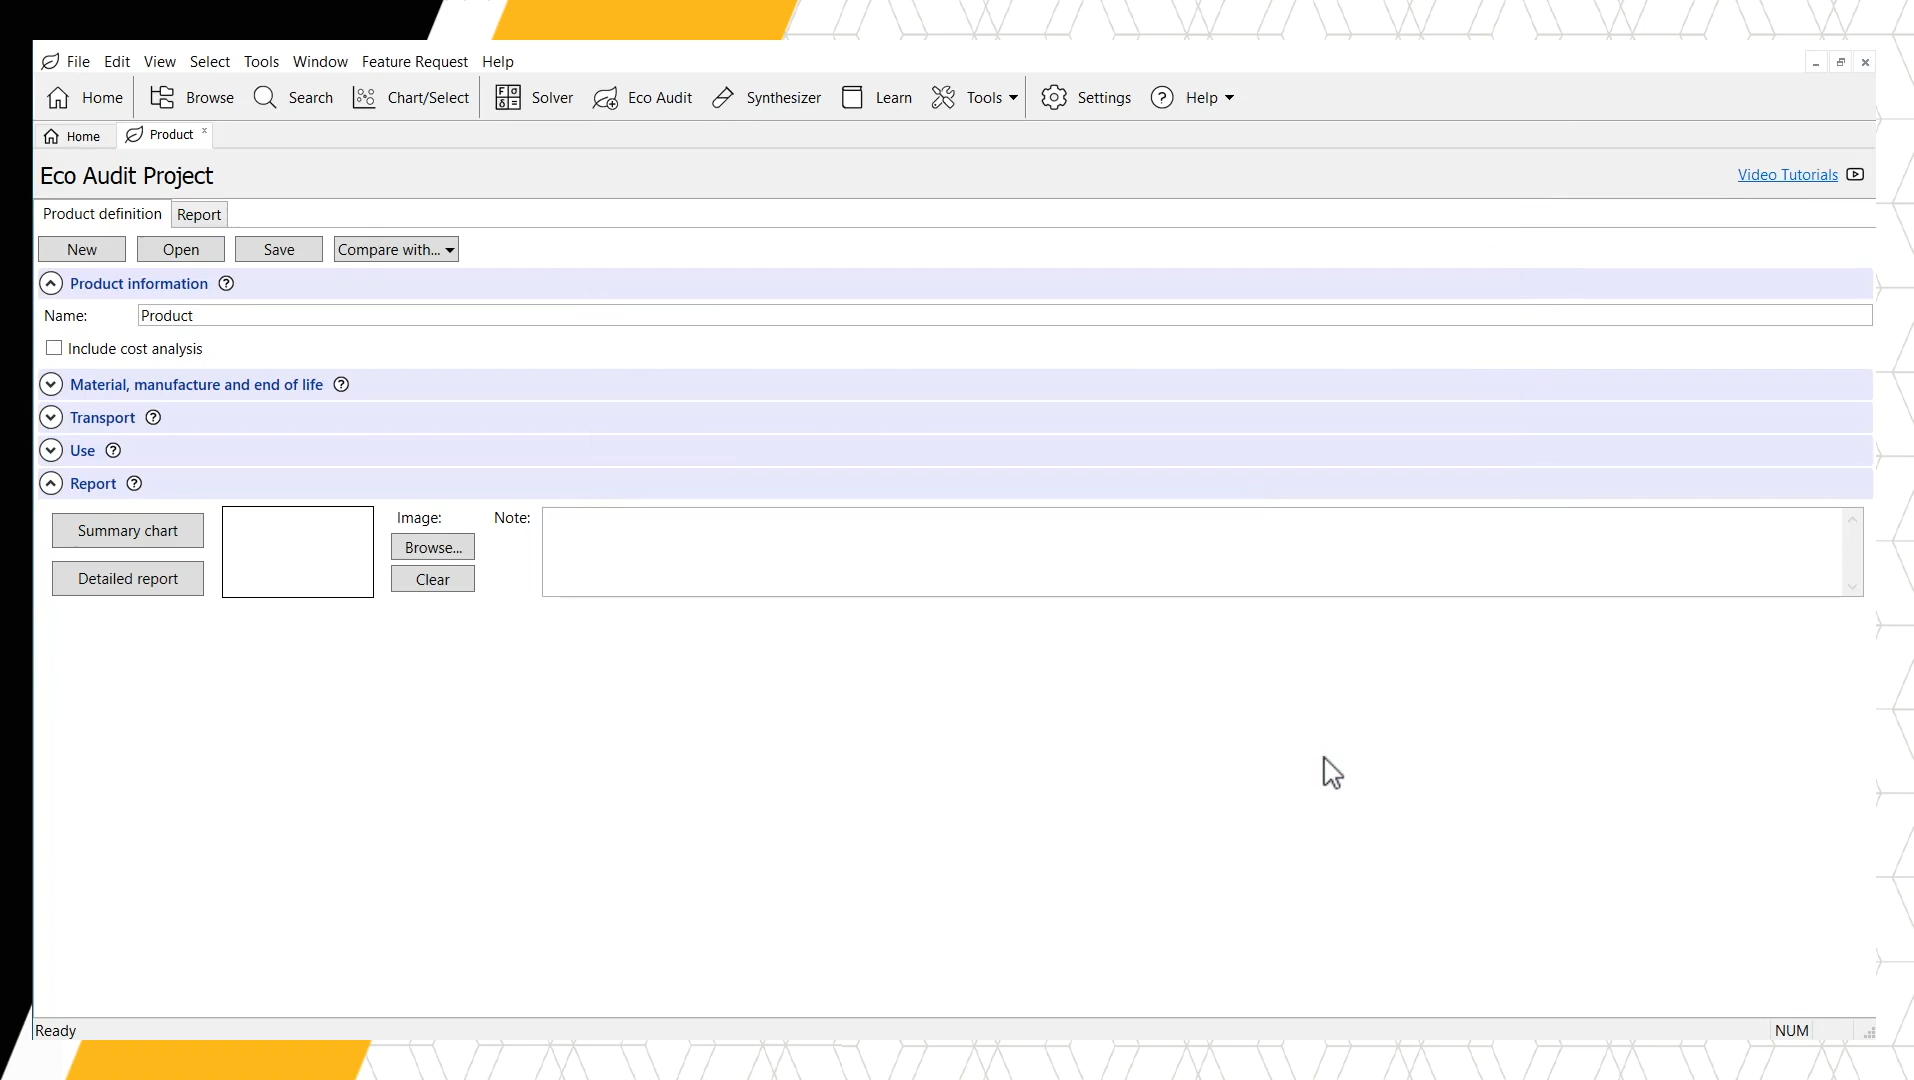 File Edit View Select Tools Window Feature Request Help
Home Browse Search Chart/Select Solver Eco Audit Synthesizer Learn Tools Settings Help
Home Product
Eco Audit Project Video Tutorials
Product definition Report
New Open Save Compare with...
Product information
Name: Product
Include cost analysis
Material, manufacture and end of life
Transport
Use
Report
Summary chart Image: Note:
Browse...
Detailed report Clear
Ready NUM